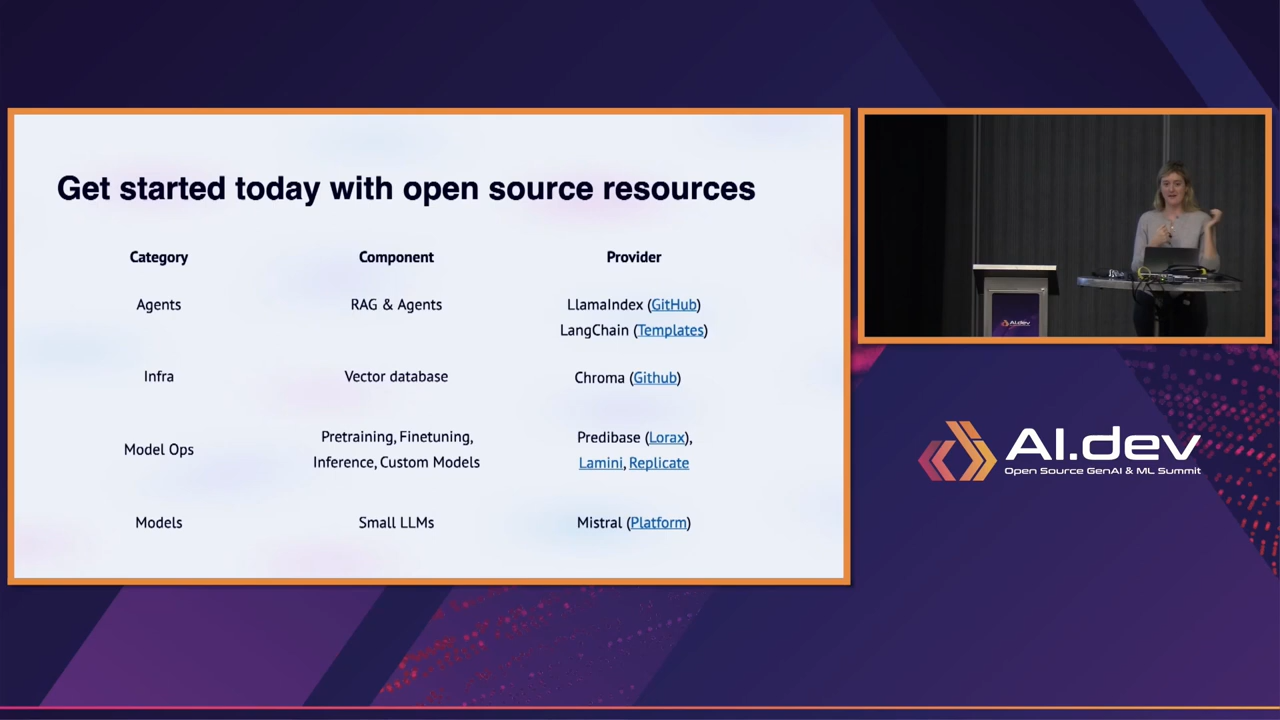 Get started today with open source resources
Category Component Provider
Agents RAG & Agents LlamaIndex (GitHub)
LangChain (Templates)
Infra Vector database Chroma (Github)
Model Ops Pretraining, Finetuning, Predibase (Lorax),
Inference, Custom Models Lamini, Replicate
Models Small LLMs Mistral (Platform)
AI.dev
AI.dev
Open Source GenAI & ML Summit